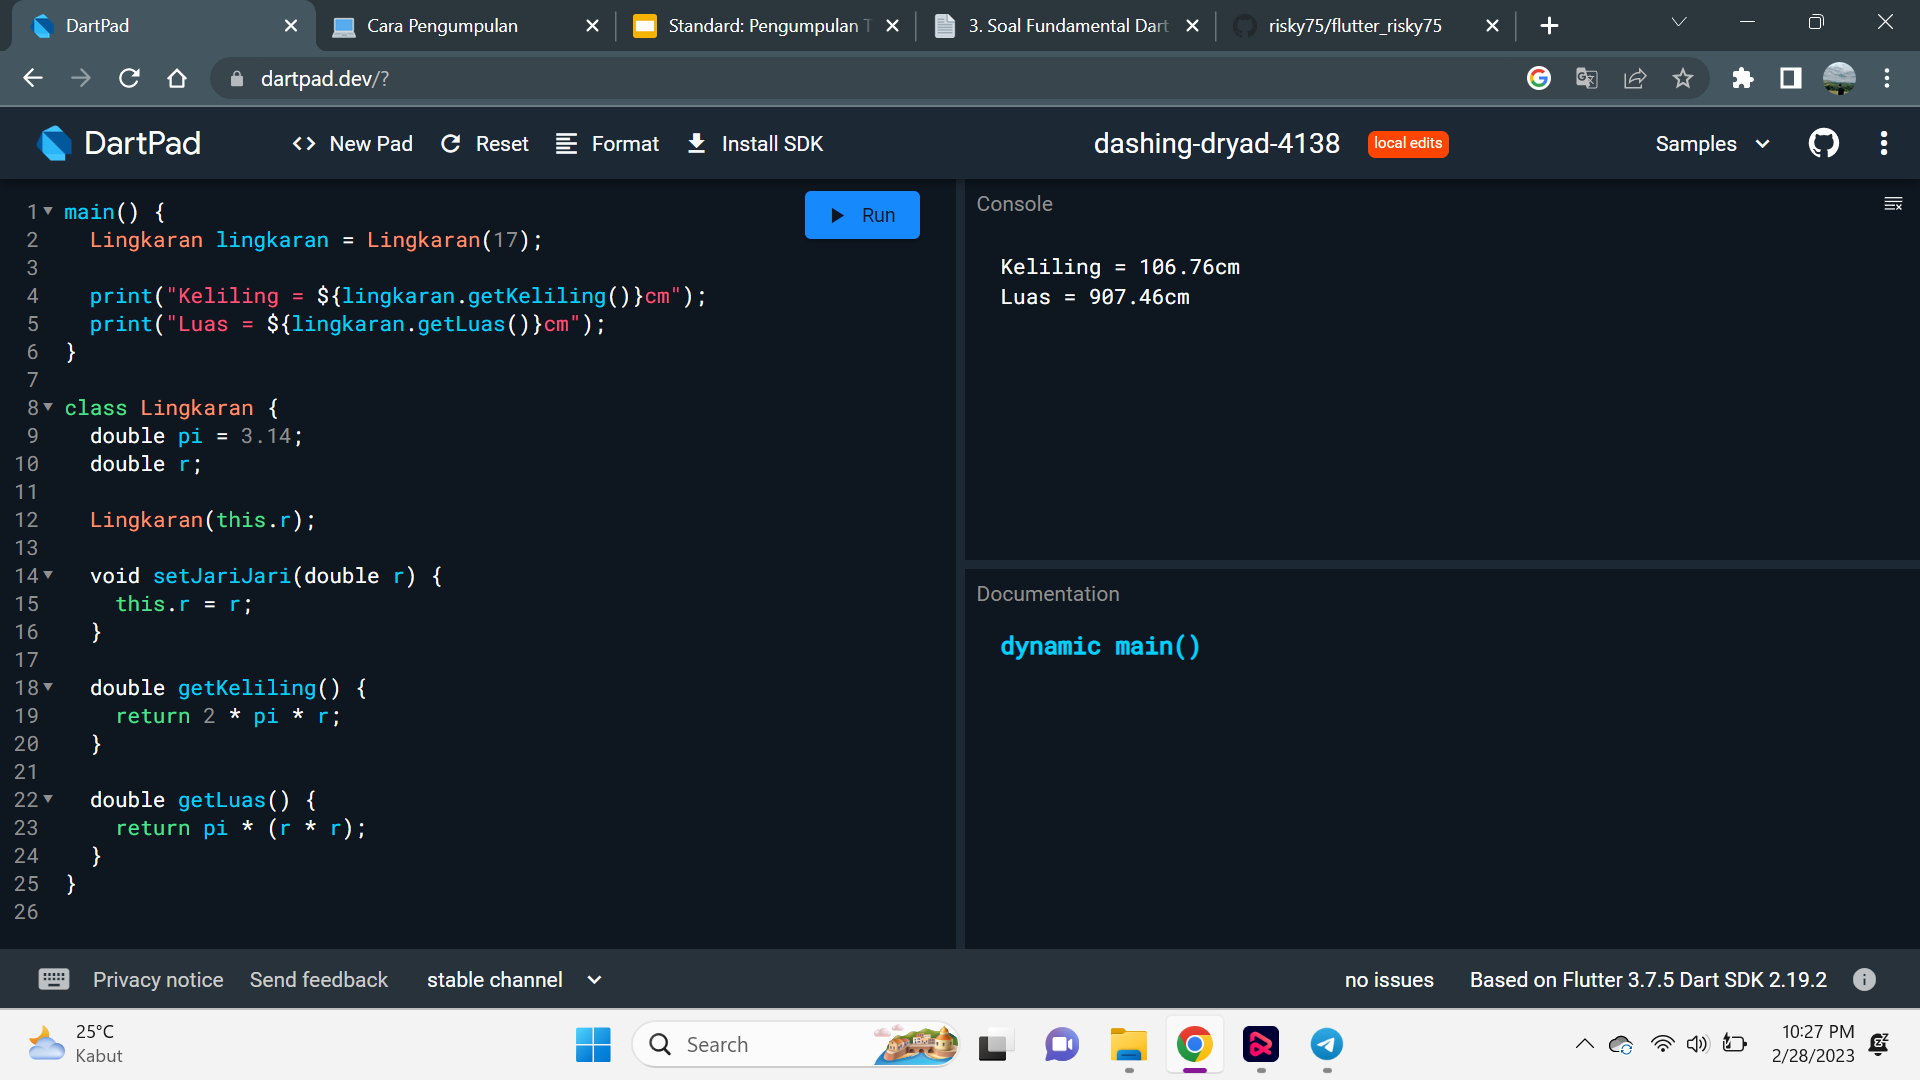 DartPad
Cara Pengumpulan
Standard: Pengumpulan T
3. Soal Fundamental Dart
risky75/flutter_risky75
dartpad.dev/?
DartPad
<> New Pad
Reset
Format
Install SDK
dashing-dryad-4138
local edits
Samples
1 main() {
2 Lingkaran lingkaran = Lingkaran(17);
3
4 print("Keliling = ${lingkaran.getKeliling()}cm");
5 print("Luas = ${lingkaran.getLuas()}cm");
6 }
7
8 class Lingkaran {
9 double pi = 3.14;
10 double r;
11
12 Lingkaran(this.r);
13
14 void setJariJari(double r) {
15 this.r = r;
16 }
17
18 double getKeliling() {
19 return 2 * pi * r;
20 }
21
22 double getLuas() {
23 return pi * (r * r);
24 }
25 }
26
Run
Console
Keliling = 106.76cm
Luas = 907.46cm
Documentation
dynamic main()
Privacy notice
Send feedback
stable channel
no issues
Based on Flutter 3.7.5 Dart SDK 2.19.2
25°C
Kabut
Search
10:27 PM
2/28/2023